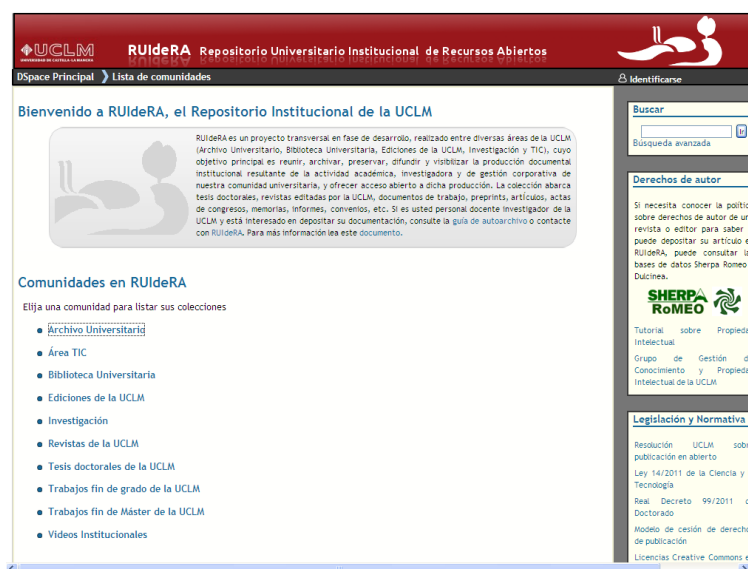 UCLM
UNIVERSIDAD DE CASTILLA-LA MANCHA
RUIdeRA Repositorio Universitario Institucional de Recursos Abiertos
DSpace Principal ❯ Lista de comunidades
Identificarse
Bienvenido a RUIdeRA, el Repositorio Institucional de la UCLM
RUIdeRA es un proyecto transversal en fase de desarrollo, realizado entre diversas áreas de la UCLM
(Archivo Universitario, Biblioteca Universitaria, Ediciones de la UCLM, Investigación y TIC), cuyo
objetivo principal es reunir, archivar, preservar, difundir y visibilizar la producción documental
institucional resultante de la actividad académica, investigadora y de gestión corporativa de
nuestra comunidad universitaria, y ofrecer acceso abierto a dicha producción. La colección abarca
tesis doctorales, revistas editadas por la UCLM, documentos de trabajo, preprints, artículos, actas
de congresos, memorias, informes, convenios, etc. Si es usted personal docente investigador de la
UCLM y está interesado en depositar su documentación, consulte la guía de autoarchivo o contacte
con RUIdeRA. Para más información lea este documento.
Comunidades en RUIdeRA
Elija una comunidad para listar sus colecciones
Archivo Universitario
Área TIC
Biblioteca Universitaria
Ediciones de la UCLM
Investigación
Revistas de la UCLM
Tesis doctorales de la UCLM
Trabajos fin de grado de la UCLM
Trabajos fin de Máster de la UCLM
Videos Institucionales
Buscar
Ir
Búsqueda avanzada
Derechos de autor
Si necesita conocer la polític
sobre derechos de autor de un
revista o editor para saber
puede depositar su artículo e
RUIdeRA, puede consultar la
bases de datos Sherpa Romeo
Dulcinea.
SHERPA
RoMEO
Tutorial sobre Propieda
Intelectual
Grupo de Gestión d
Conocimiento y Propieda
Intelectual de la UCLM
Legislación y Normativa
Resolución UCLM sob
publicación en abierto
Ley 14/2011 de la Ciencia y
Tecnología
Real Decreto 99/2011 d
Doctorado
Modelo de cesión de derecho
de publicación
Licencias Creative Commons e